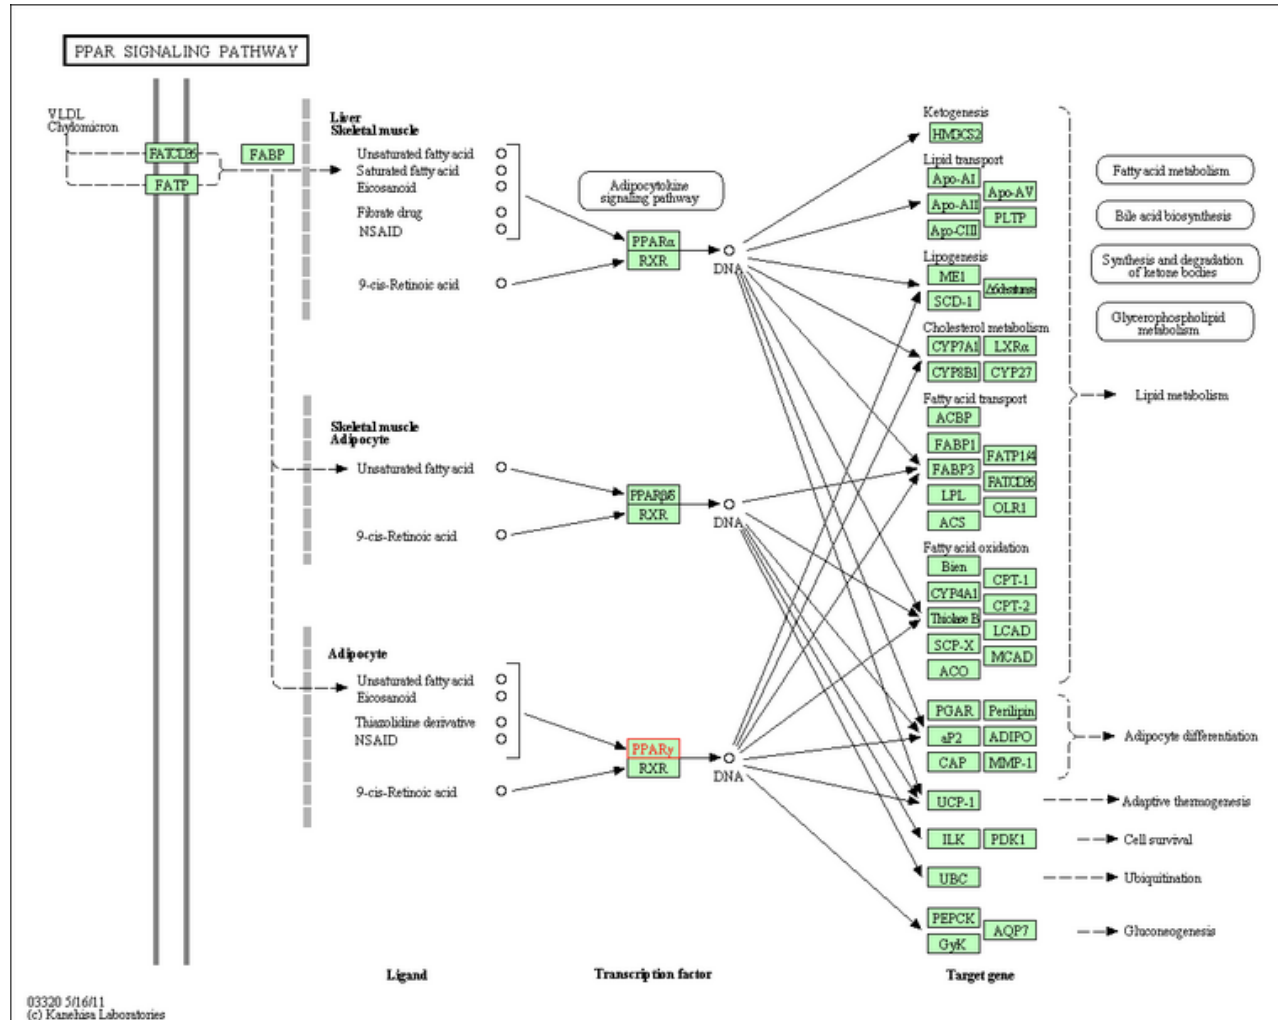 PPAR SIGNALING PATHWAY
VLDL
Chylomicron
FATCD36
FATP
FABP
Liver
Skeletal muscle
Unsaturated fatty acid
Saturated fatty acid
Eicosanoid
Fibrate drug
NSAID
9-cis-Retinoic acid
Adipocytokine
signaling pathway
PPARα
RXR
DNA
Skeletal muscle
Adipocyte
Unsaturated fatty acid
9-cis-Retinoic acid
PPARβδ
RXR
DNA
Adipocyte
Unsaturated fatty acid
Eicosanoid
Thiazolidine derivative
NSAID
9-cis-Retinoic acid
PPARγ
RXR
DNA
Ketogenesis
HMGCS2
Lipid transport
Apo-AI
Apo-AII
Apo-CIII
Apo-AV
PLTP
Lipogenesis
ME1
SCD-1
Δ6desaturase
Cholesterol metabolism
CYP7A1 LXRα
CYP8B1 CYP27
Fatty acid transport
ACBP
FABP1
FABP3
LPL
ACS
FATP1/4
FATCD36
OLR1
Fatty acid oxidation
Bien
CYP4A1
Thiolase B
SCP-X
ACO
CPT-1
CPT-2
LCAD
MCAD
PGAR Perilipin
aP2 ADIPO
CAP MMP-1
UCP-1
ILK PDK1
UBC
PEPCK
GyK
AQP7
Fatty acid metabolism
Bile acid biosynthesis
Synthesis and degradation
of ketone bodies
Glycerophospholipid
metabolism
Lipid metabolism
Adipocyte differentiation
Adaptive thermogenesis
Cell survival
Ubiquitination
Gluconeogenesis
Ligand
Transcription factor
Target gene
03320 5/16/11
(c) Kanehisa Laboratories